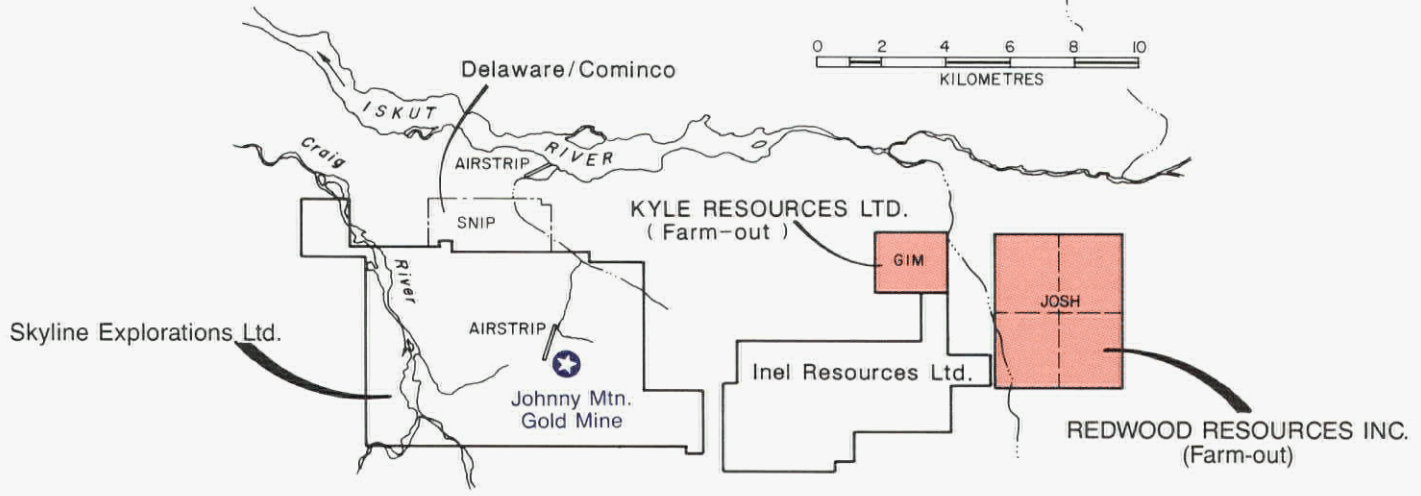 0 2 4 6 8 10
KILOMETRES
Delaware/Cominco
ISKUT
RIVER
Craig
River
AIRSTRIP
SNIP
KYLE RESOURCES LTD.
( Farm-out )
GIM
JOSH
Skyline Explorations Ltd.
AIRSTRIP
Johnny Mtn.
Gold Mine
Inel Resources Ltd.
REDWOOD RESOURCES INC.
(Farm-out)